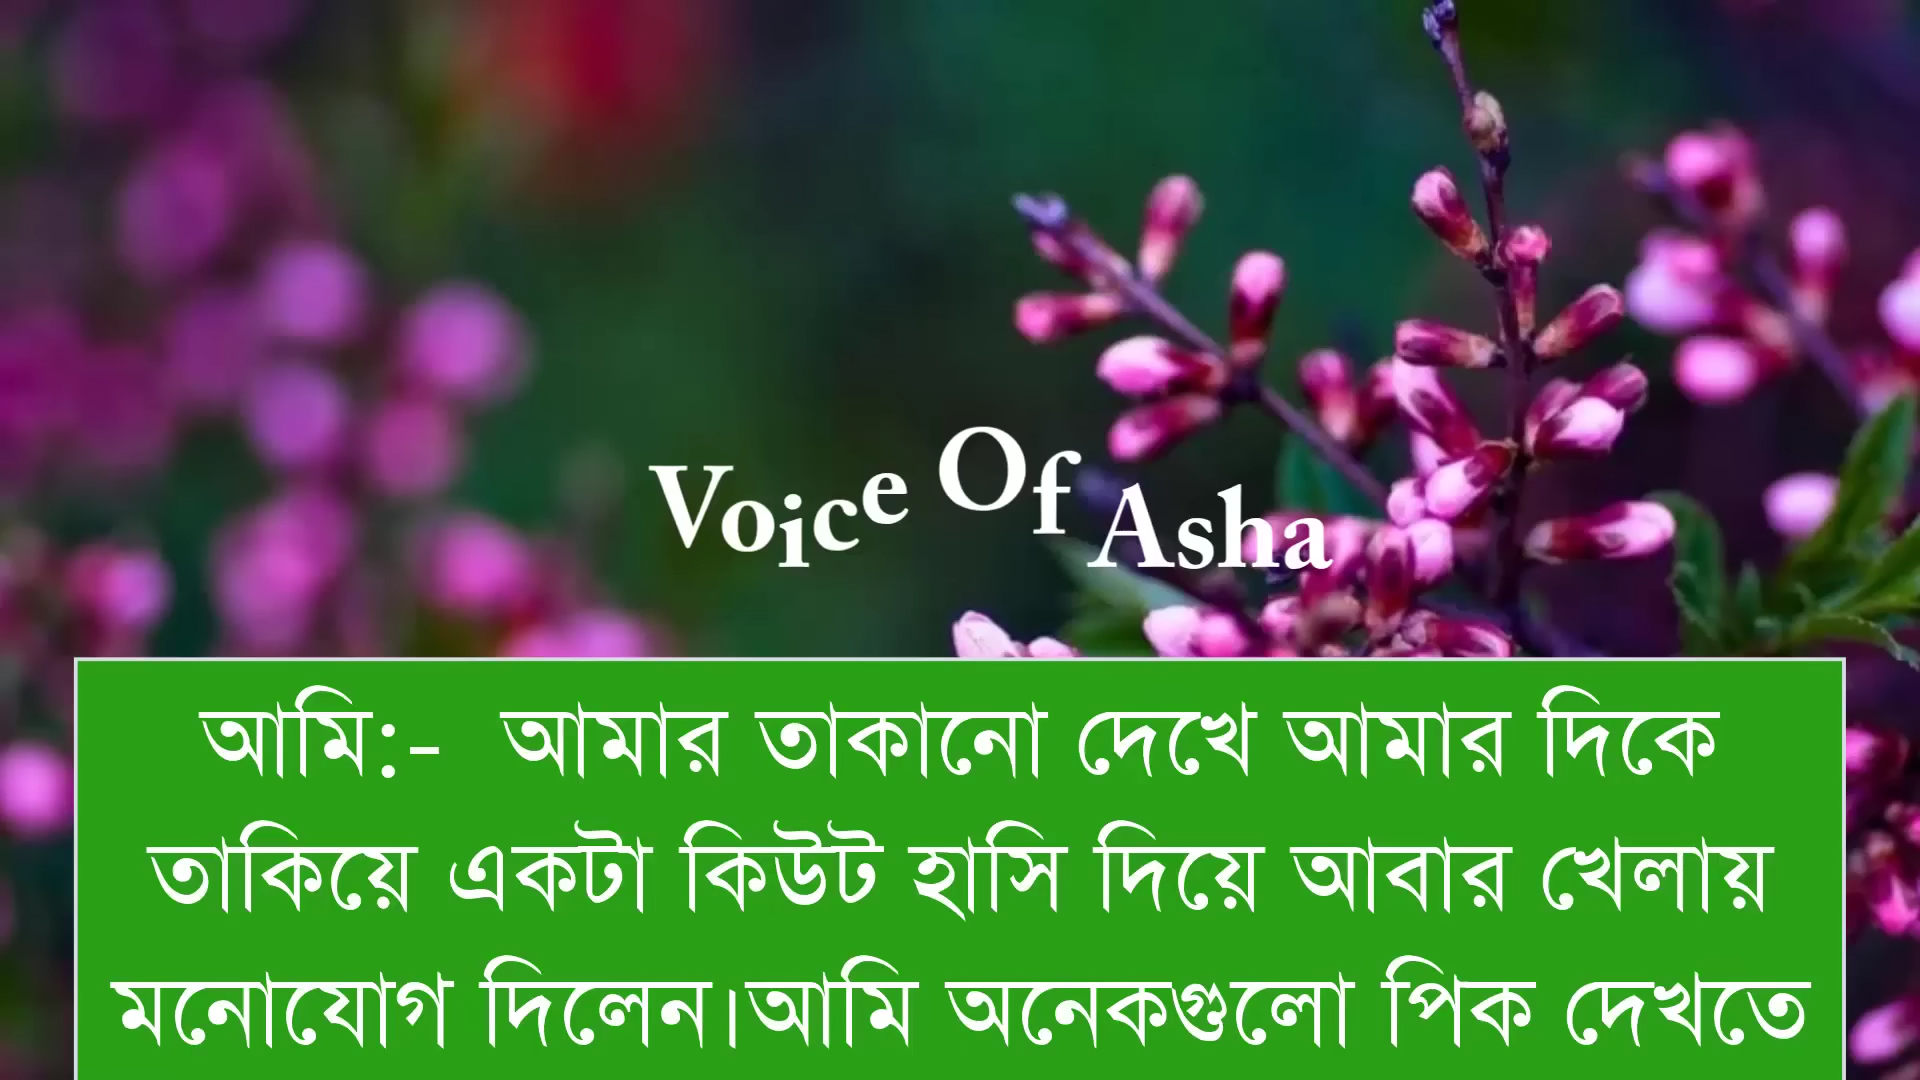 Voice Of Asha
আমি:- আমার তাকানো দেখে আমার দিকে
তাকিয়ে একটা কিউট হাসি দিয়ে আবার খেলায়
মনোযোগ দিলেন।আমি অনেকগুলো পিক দেখতে